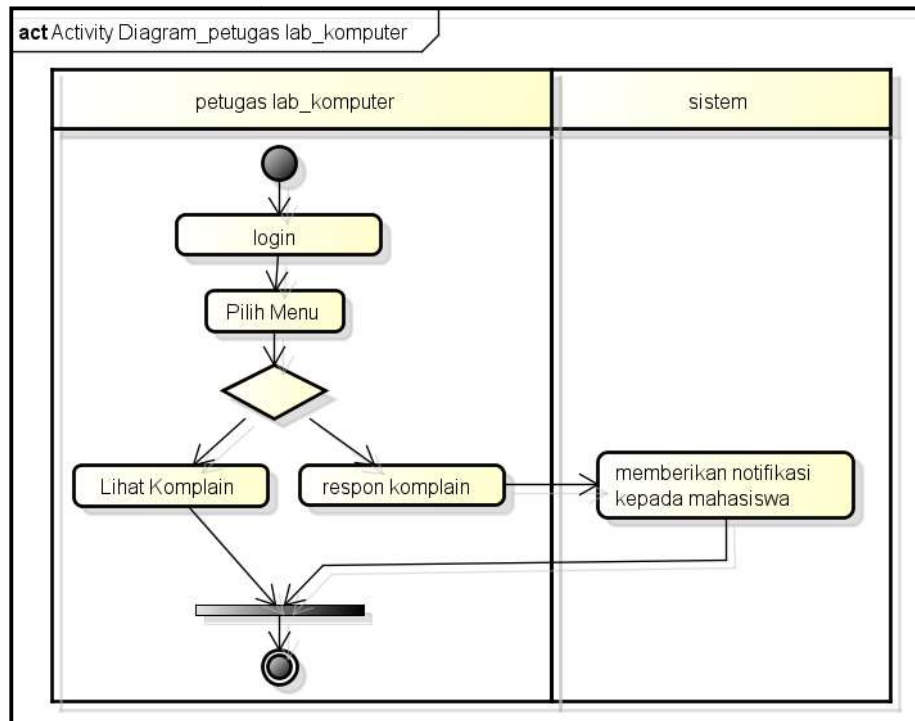 act Activity Diagram_petugas lab_komputer
petugas lab_komputer
sistem
login
Pilih Menu
Lihat Komplain
respon komplain
memberikan notifikasi
kepada mahasiswa